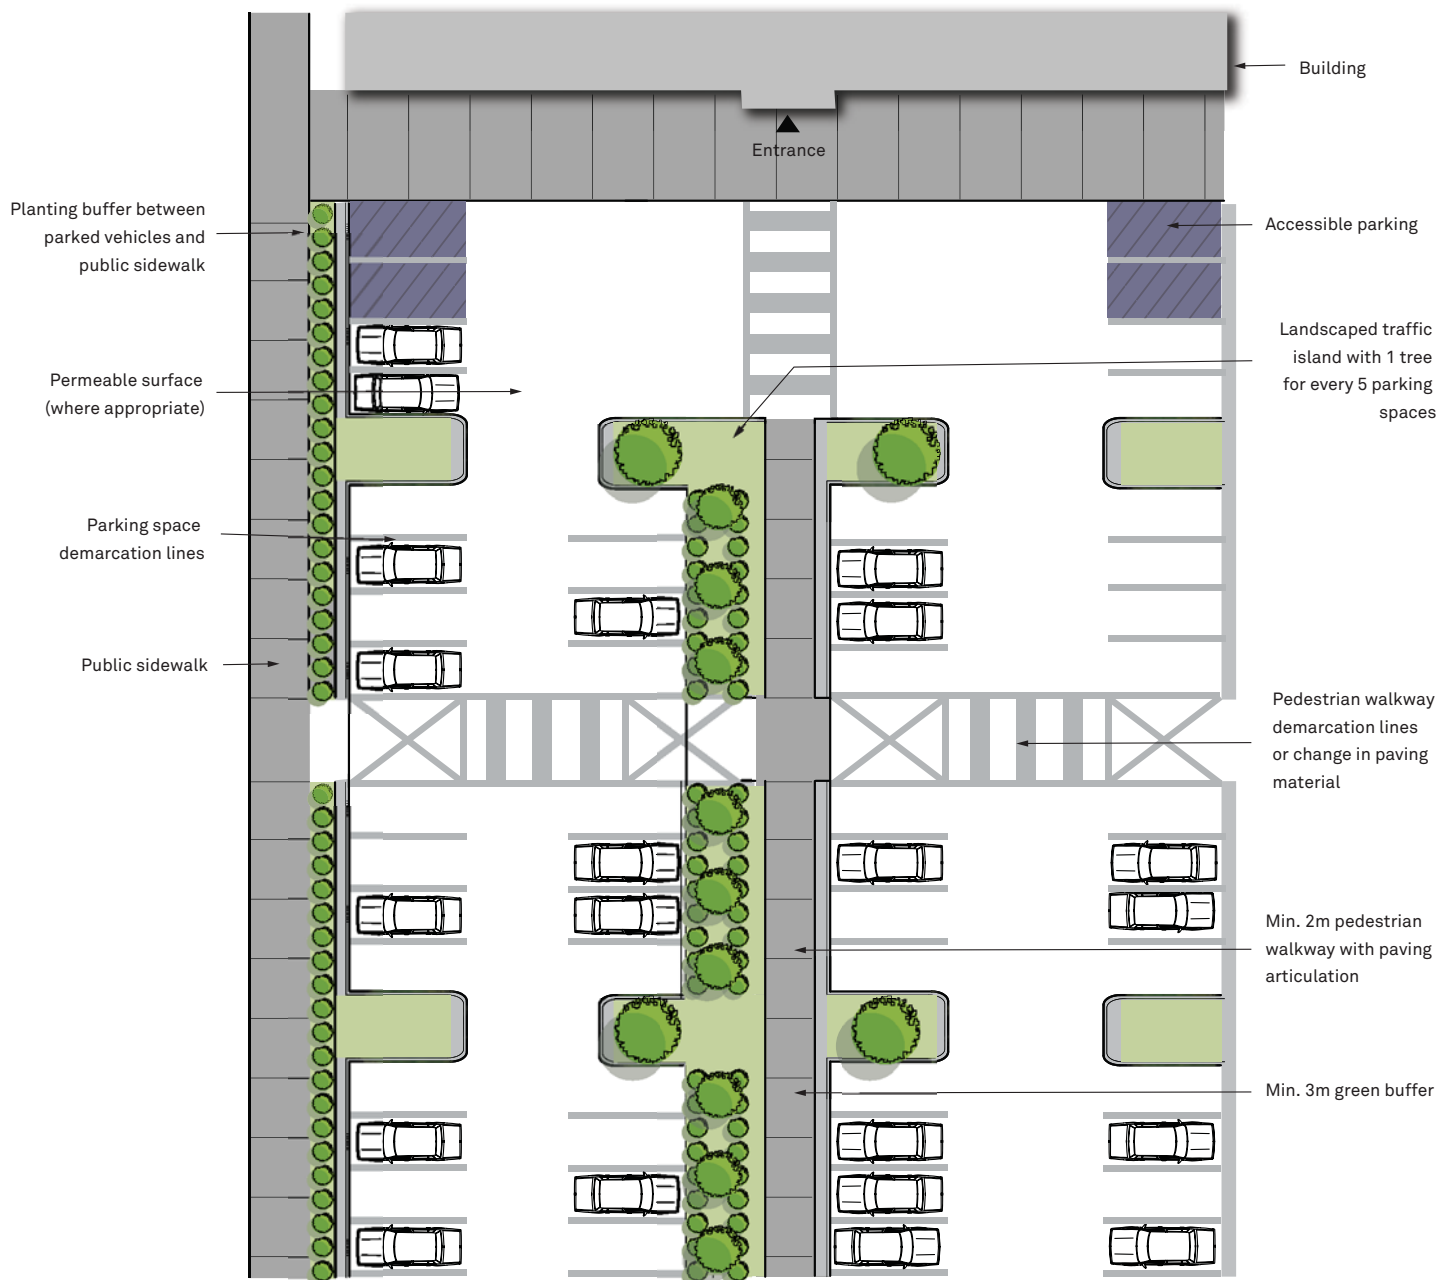 Building
Entrance
Planting buffer between
parked vehicles and
public sidewalk
Accessible parking
Landscaped traffic
island with 1 tree
for every 5 parking
spaces
Permeable surface
(where appropriate)
Parking space
demarcation lines
Public sidewalk
Pedestrian walkway
demarcation lines
or change in paving
material
Min. 2m pedestrian
walkway with paving
articulation
Min. 3m green buffer